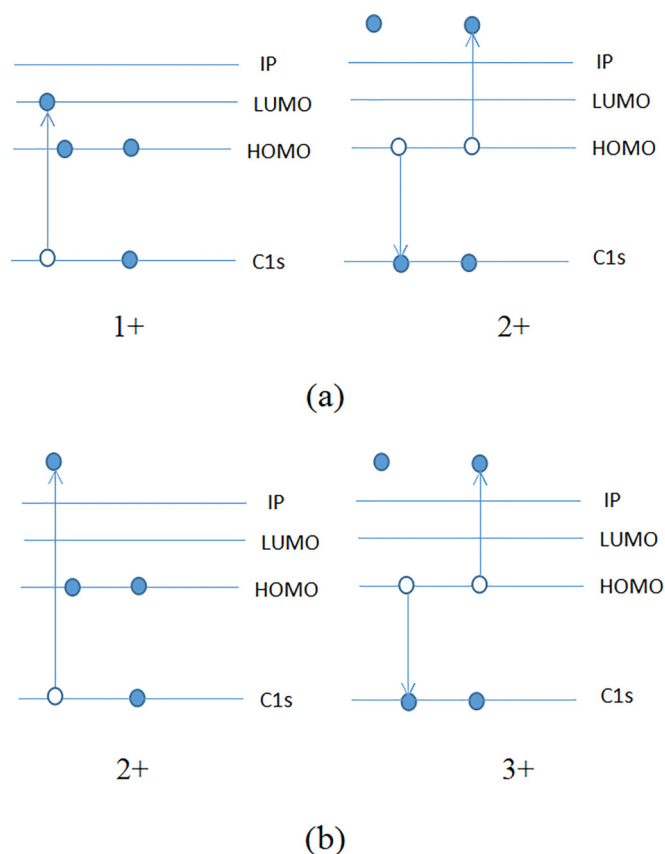 IP
LUMO
HOMO
C1s
1+
IP
LUMO
HOMO
C1s
2+
(a)
IP
LUMO
HOMO
C1s
2+
IP
LUMO
HOMO
C1s
3+
(b)